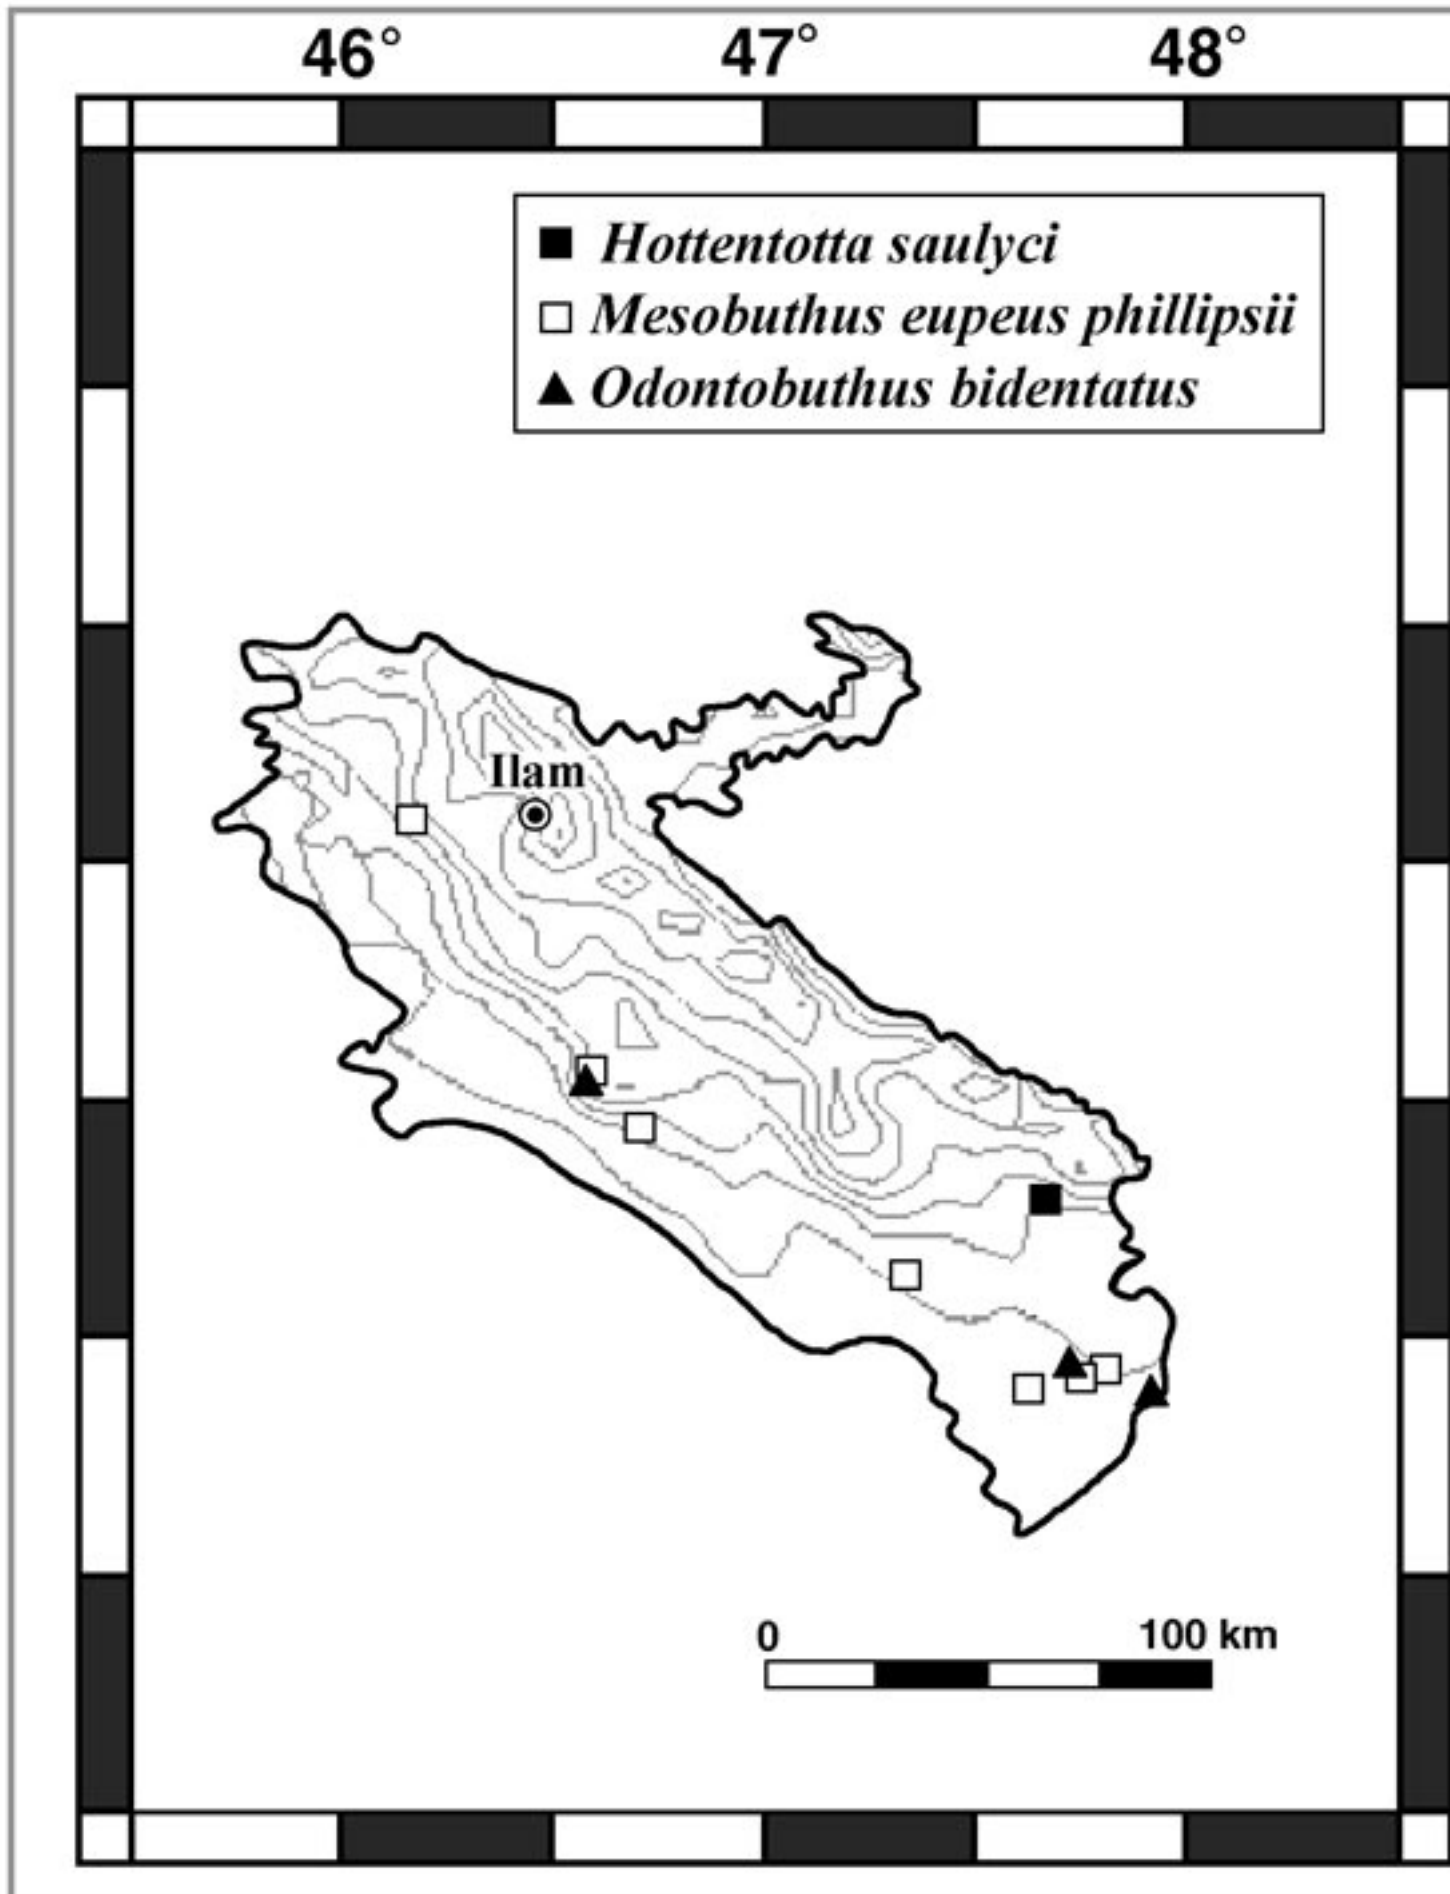 46° 47° 48°
Hottentotta saulyci
Mesobuthus eupeus phillipsii
Odontobuthus bidentatus
Ilam
0 100 km